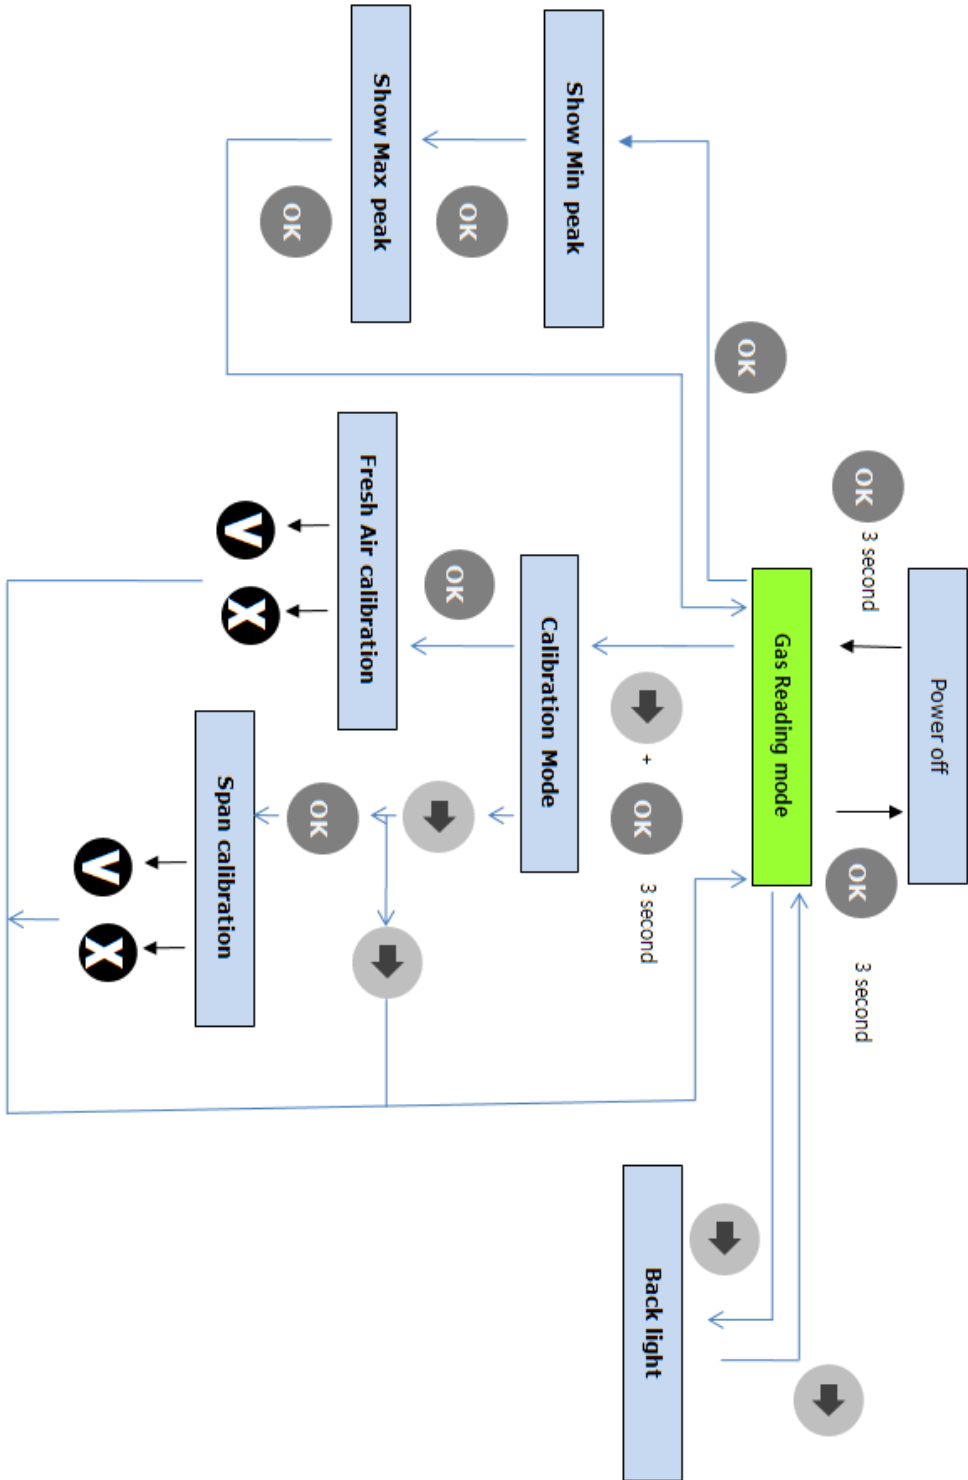 Power off
OK
3 second
OK
3 second
Gas Reading mode
OK
+
OK
3 second
Back light
Show Min peak
Calibration Mode
OK
OK
Show Max peak
Fresh Air calibration
OK
OK
V
X
Span calibration
V
X